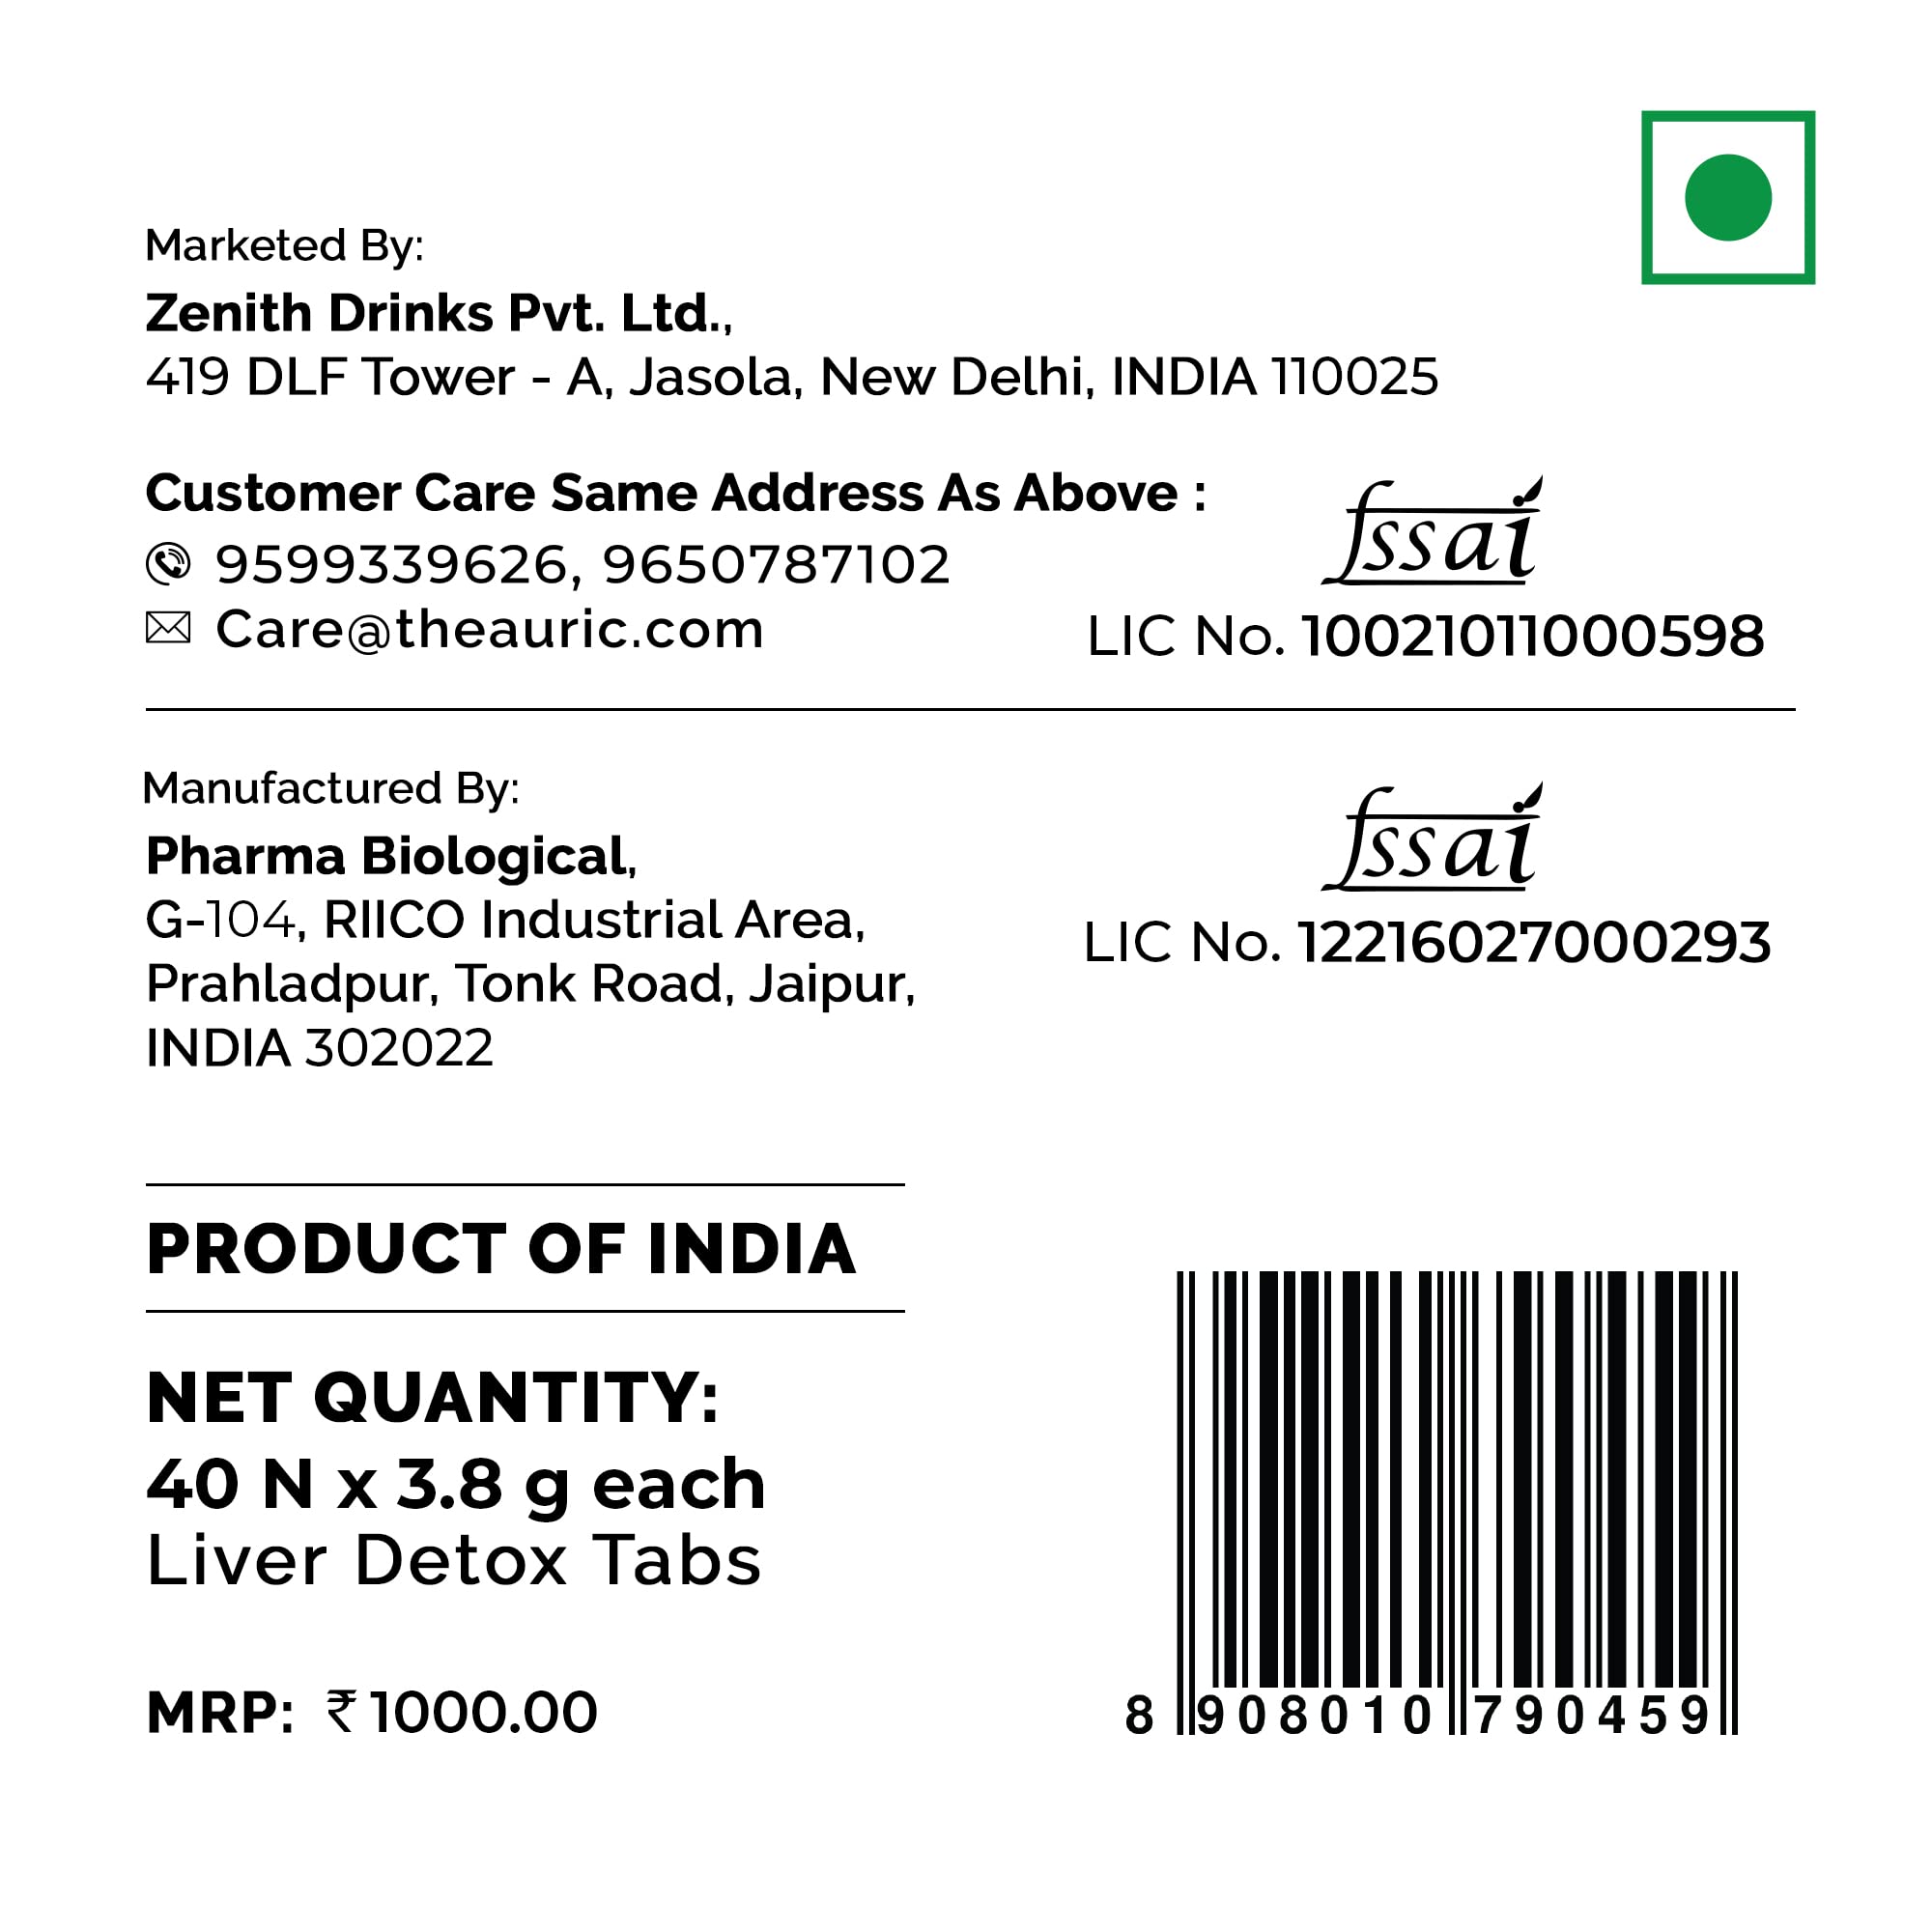 Marketed By:
Zenith Drinks Pvt. Ltd.,
419 DLF Tower - A, Jasola, New Delhi, INDIA 110025
Customer Care Same Address As Above :
9599339626, 9650787102
Care@theauric.com
fssai
LIC No. 10021011000598
Manufactured By:
Pharma Biological,
G-104, RIICO Industrial Area,
Prahladpur, Tonk Road, Jaipur,
INDIA 302022
fssai
LIC No. 12216027000293
PRODUCT OF INDIA
NET QUANTITY:
40 N x 3.8 g each
Liver Detox Tabs
MRP: ₹ 1000.00
8 908010 790459